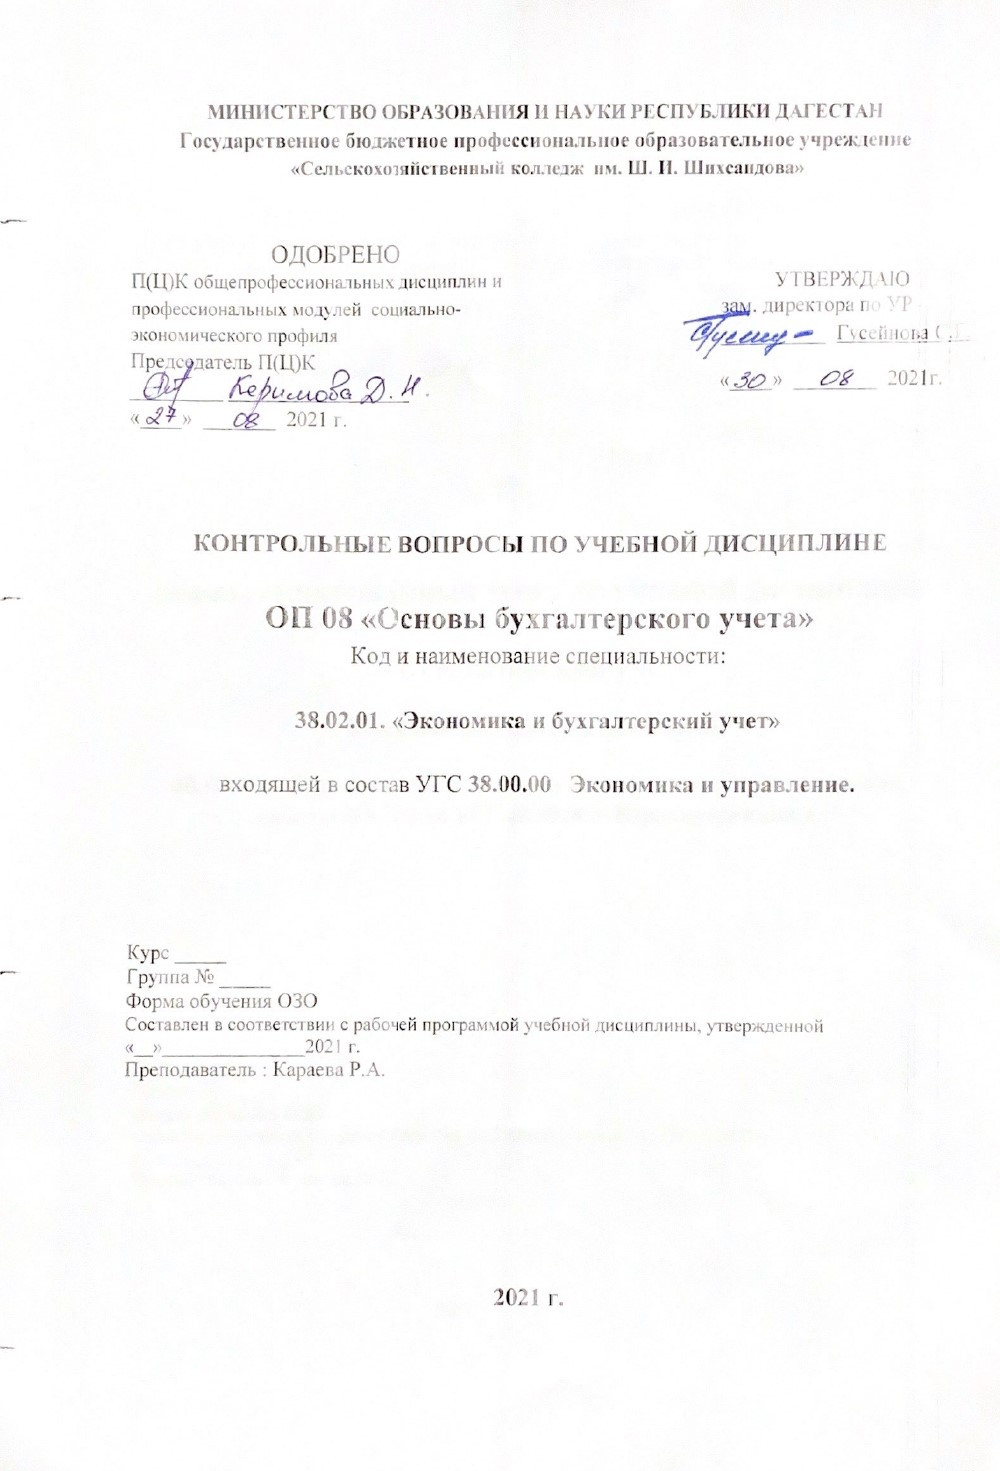 МИНИСТЕРСТВО ОБРАЗОВАНИЯ И НАУКИ РЕСПУБЛИКИ ДАГЕСТАН
Государственное бюджетное профессиональное образовательное учреждение
«Сельскохозяйственный колледж им. Ш. И. Шихсаидова»
ОДОБРЕНО
П(Ц)К общепрофессиональных дисциплин и
профессиональных модулей социально-
экономического профиля
Председатель П(Ц)К
Керимова Д. Н.
«27» 08 2021 г.
УТВЕРЖДАЮ
зам. директора по УР
Гусейнова С.
«30» 08 2021г.
КОНТРОЛЬНЫЕ ВОПРОСЫ ПО УЧЕБНОЙ ДИСЦИПЛИНЕ
ОП 08 «Основы бухгалтерского учета»
Код и наименование специальности:
38.02.01. «Экономика и бухгалтерский учет»
входящей в состав УГС 38.00.00 Экономика и управление.
Курс _____
Группа № _____
Форма обучения ОЗО
Составлен в соответствии с рабочей программой учебной дисциплины, утвержденной
«__»______________2021 г.
Преподаватель : Караева Р.А.
2021 г.